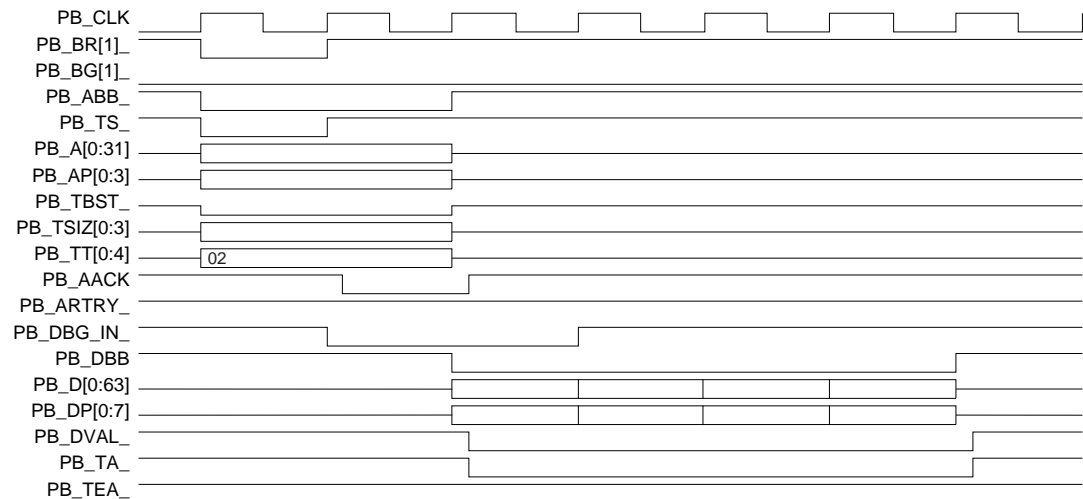 PB_CLK
PB_BR[1]_
PB_BG[1]_
PB_ABB_
PB_TS_
PB_A[0:31]
PB_AP[0:3]
PB_TBST_
PB_TSIZ[0:3]
PB_TT[0:4] 02
PB_AACK
PB_ARTRY_
PB_DBG_IN_
PB_DBB
PB_D[0:63]
PB_DP[0:7]
PB_DVAL_
PB_TA_
PB_TEA_